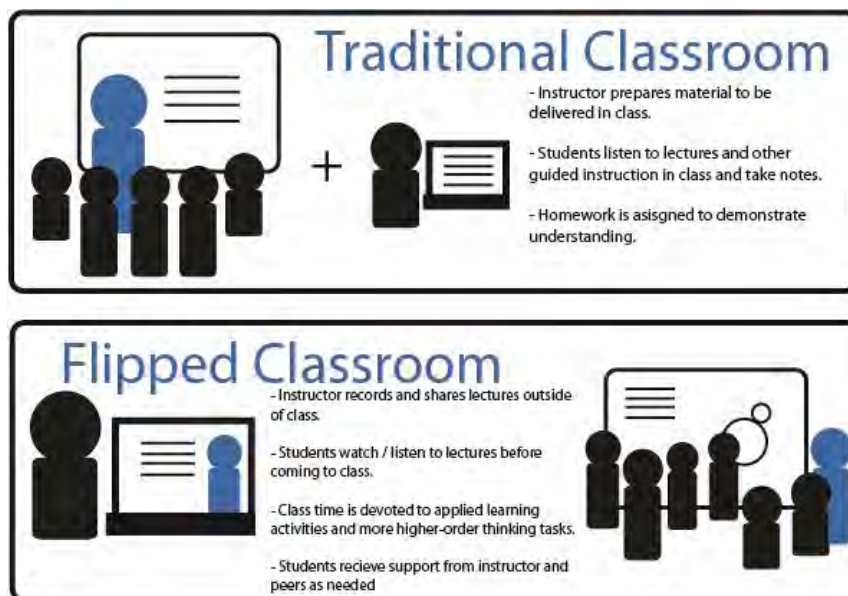 Traditional Classroom
- Instructor prepares material to be
delivered in class.
- Students listen to lectures and other
guided instruction in class and take notes.
- Homework is asisgned to demonstrate
understanding.
+
Flipped Classroom
- Instructor records and shares lectures outside
of class.
- Students watch / listen to lectures before
coming to class.
- Class time is devoted to applied learning
activities and more higher-order thinking tasks.
- Students recieve support from instructor and
peers as needed